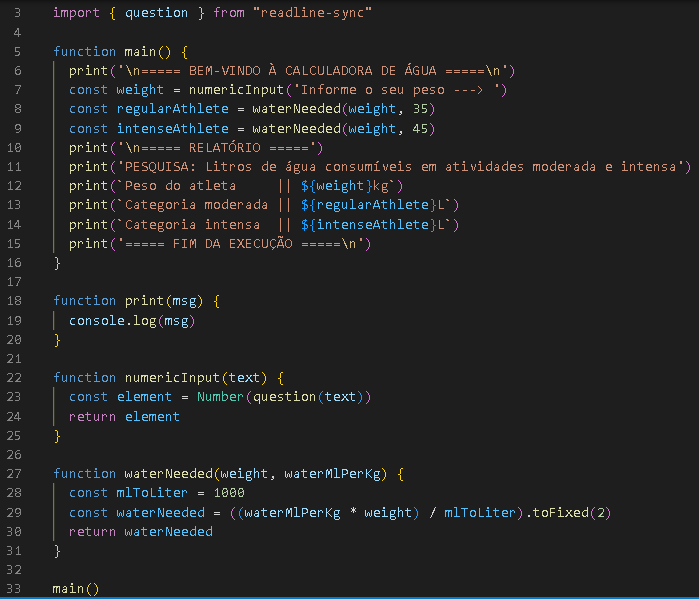 3 import { question } from "readline-sync"
4
5 function main() {
6   print('\n===== BEM-VINDO À CALCULADORA DE ÁGUA =====\n')
7   const weight = numericInput('Informe o seu peso ---> ')
8   const regularAthlete = waterNeeded(weight, 35)
9   const intenseAthlete = waterNeeded(weight, 45)
10   print('\n===== RELATÓRIO =====')
11   print('PESQUISA: Litros de água consumíveis em atividades moderada e intensa')
12   print(`Peso do atleta     || ${weight}kg`)
13   print(`Categoria moderada || ${regularAthlete}L`)
14   print(`Categoria intensa  || ${intenseAthlete}L`)
15   print('===== FIM DA EXECUÇÃO =====\n')
16 }
17
18 function print(msg) {
19   console.log(msg)
20 }
21
22 function numericInput(text) {
23   const element = Number(question(text))
24   return element
25 }
26
27 function waterNeeded(weight, waterMlPerKg) {
28   const mlToLiter = 1000
29   const waterNeeded = ((waterMlPerKg * weight) / mlToLiter).toFixed(2)
30   return waterNeeded
31 }
32
33 main()